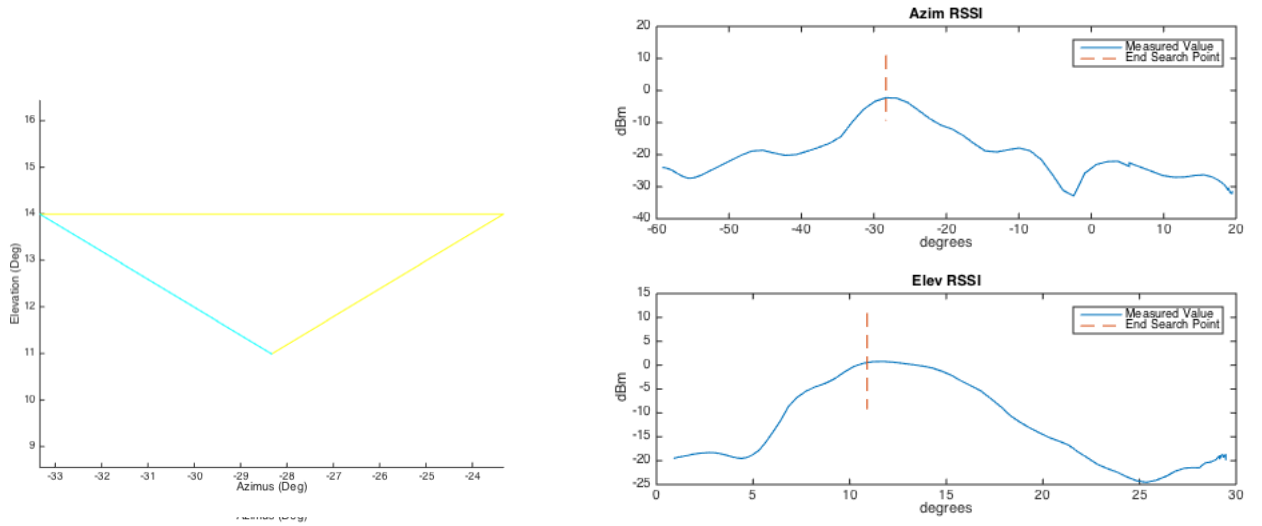 16
15
14
13
12
11
10
9
Elevation (Deg)
-33 -32 -31 -30 -29 -28 -27 -26 -25 -24
Azimus (Deg)
Azimus (Deg)
Azim RSSI
20
10
0
-10
-20
-30
-40
dBm
Measured Value
End Search Point
-60 -50 -40 -30 -20 -10 0 10 20
degrees
Elev RSSI
15
10
5
0
-5
-10
-15
-20
-25
dBm
Measured Value
End Search Point
0 5 10 15 20 25 30
degrees